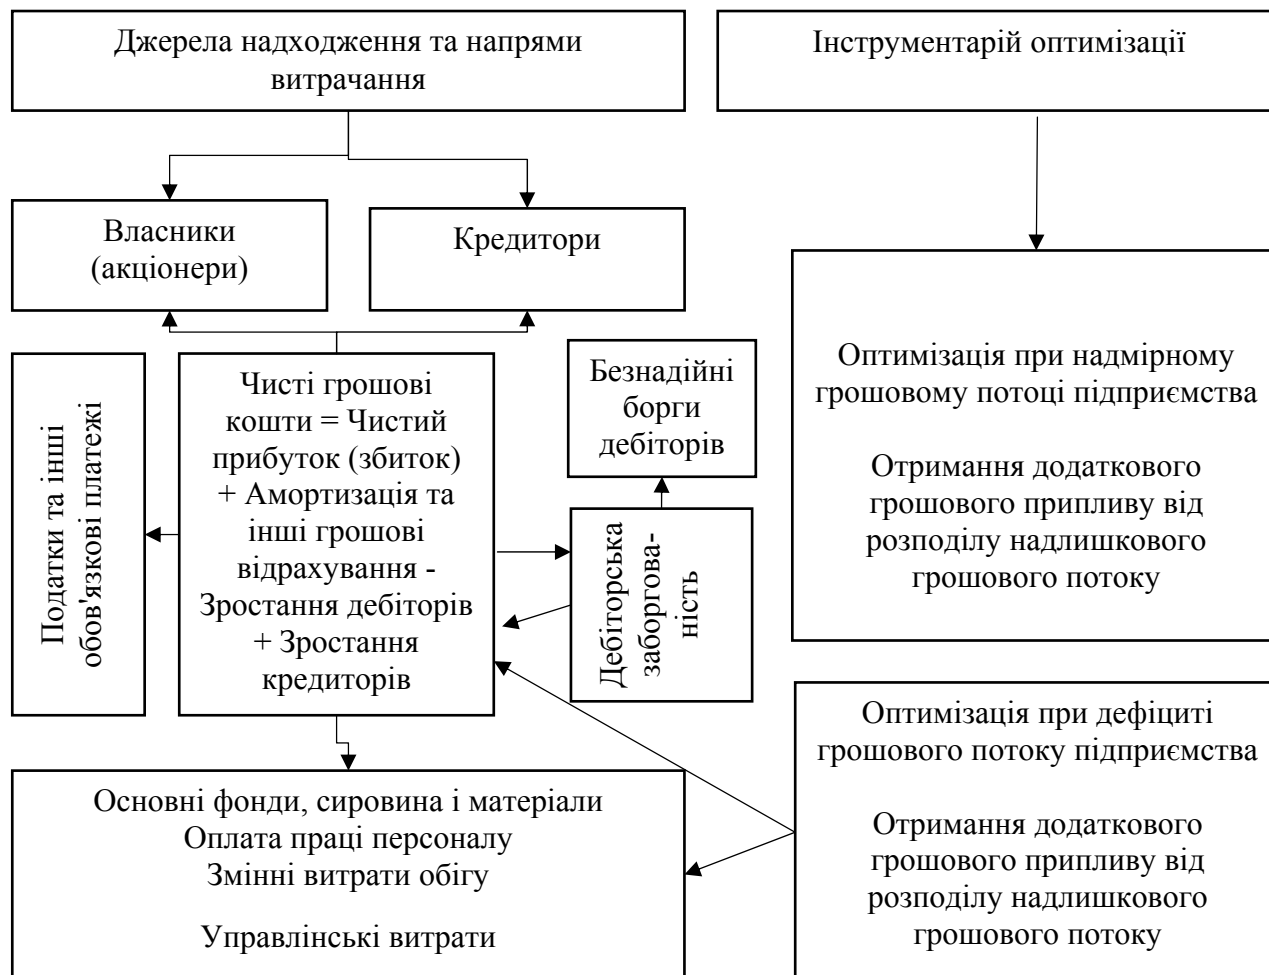 Джерела надходження та напрями
витрачання
Інструментарій оптимізації
Власники
(акціонери)
Кредитори
Податки та інші
обов'язкові платежі
Чисті грошові
кошти = Чистий
прибуток (збиток)
+ Амортизація та
інші грошові
відрахування -
Зростання дебіторів
+ Зростання
кредиторів
Безнадійні
борги
дебіторів
Дебіторська
заборгова-
ність
Оптимізація при надмірному
грошовому потоці підприємства
Отримання додаткового
грошового припливу від
розподілу надлишкового
грошового потоку
Основні фонди, сировина і матеріали
Оплата праці персоналу
Змінні витрати обігу
Управлінські витрати
Оптимізація при дефіциті
грошового потоку підприємства
Отримання додаткового
грошового припливу від
розподілу надлишкового
грошового потоку